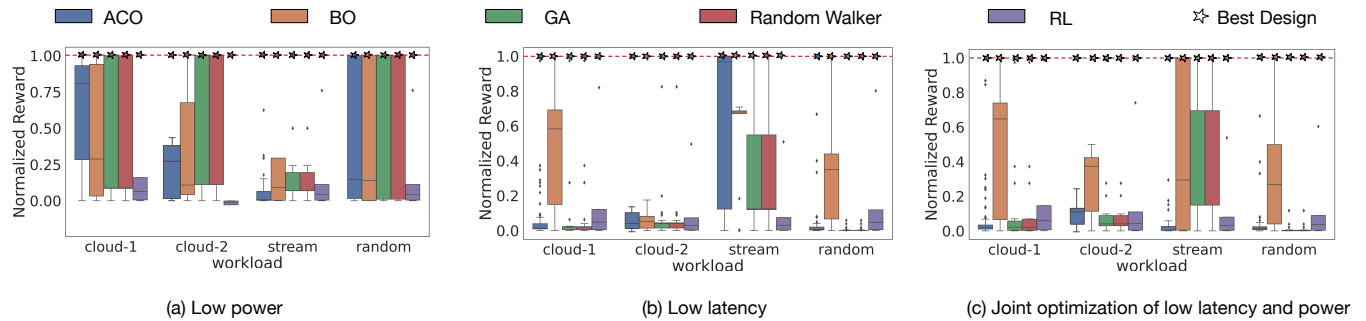 ACO BO GA Random Walker RL Best Design
Normalized Reward
1.00
0.75
0.50
0.25
0.00
cloud-1 cloud-2 stream random
workload
(a) Low power
Normalized Reward
1.0
0.8
0.6
0.4
0.2
0.0
cloud-1 cloud-2 stream random
workload
(b) Low latency
Normalized Reward
1.0
0.8
0.6
0.4
0.2
0.0
cloud-1 cloud-2 stream random
workload
(c) Joint optimization of low latency and power